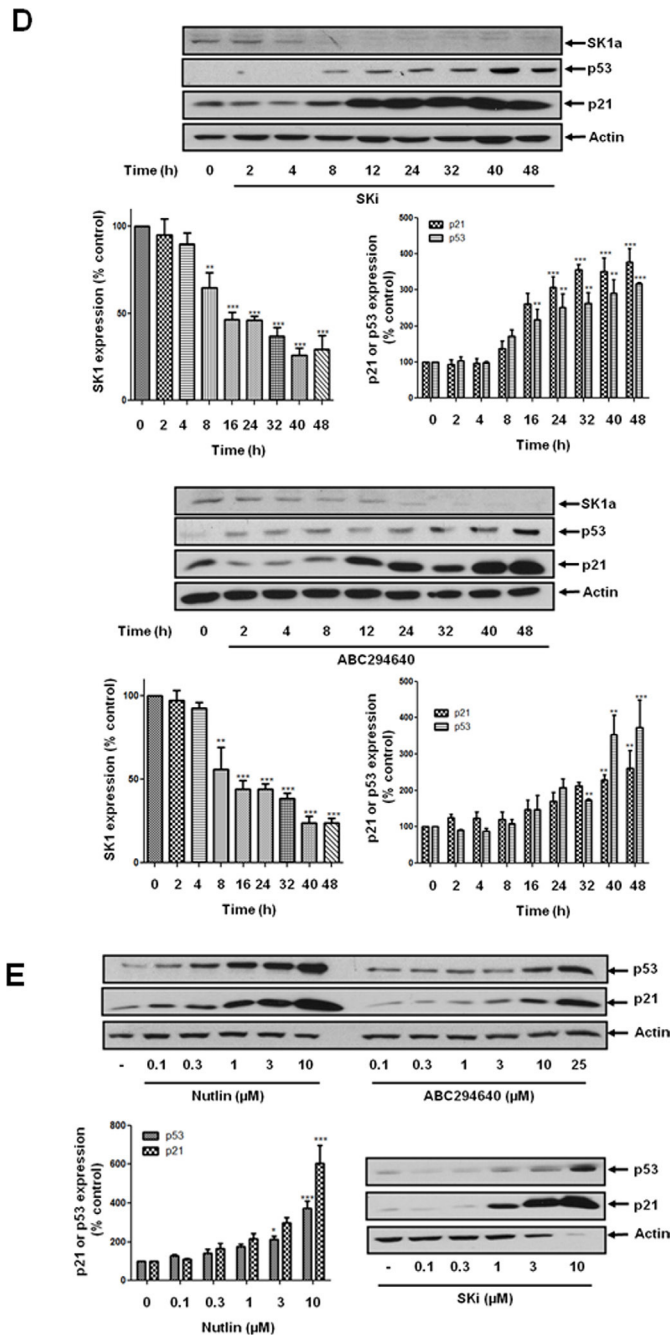 D
SK1a
p53
p21
Actin
Time (h) 0 2 4 8 12 24 32 40 48
SKi
SK1 expression (% control)
100
50
0
** *** *** *** *** ***
0 2 4 8 16 24 32 40 48
Time (h)
p21 or p53 expression
(% control)
500
400
300
200
100
0
p21
p53
** *** ** *** ** *** ** *** ***
0 2 4 8 16 24 32 40 48
Time (h)
SK1a
p53
p21
Actin
Time (h) 0 2 4 8 12 24 32 40 48
ABC294640
SK1 expression (% control)
100
50
0
** *** *** *** *** ***
0 2 4 8 16 24 32 40 48
Time (h)
p21 or p53 expression
(% control)
500
400
300
200
100
0
p21
p53
** ** ** ** ***
0 2 4 8 16 24 32 40 48
Time (h)
E
p53
p21
Actin
- 0.1 0.3 1 3 10 0.1 0.3 1 3 10 25
Nutlin (µM) ABC294640 (µM)
p21 or p53 expression
(% control)
800
600
400
200
0
p53
p21
* *** ***
0 0.1 0.3 1 3 10
Nutlin (µM)
p53
p21
Actin
- 0.1 0.3 1 3 10
SKi (µM)